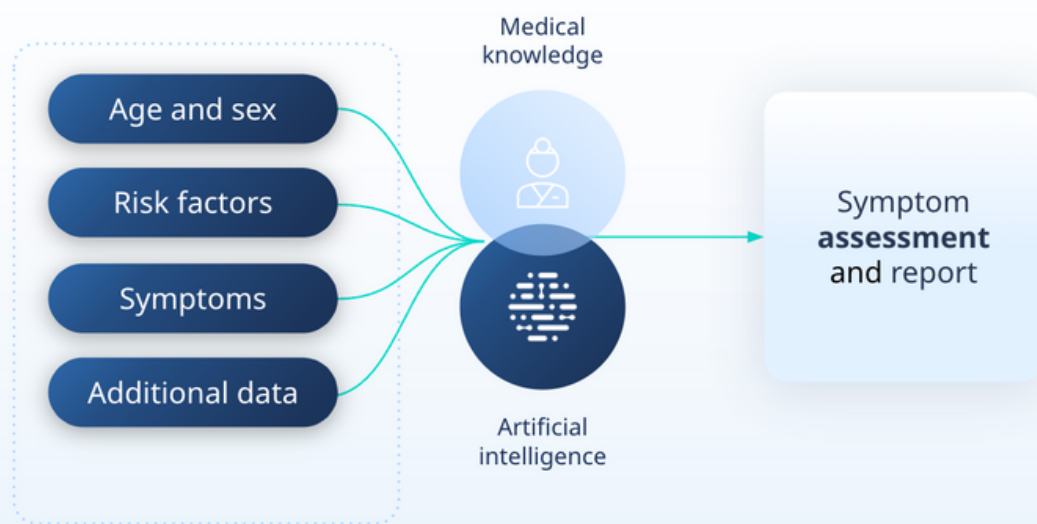 Medical
knowledge
Age and sex
Risk factors
Symptoms
Additional data
Artificial
intelligence
Symptom
assessment
and report